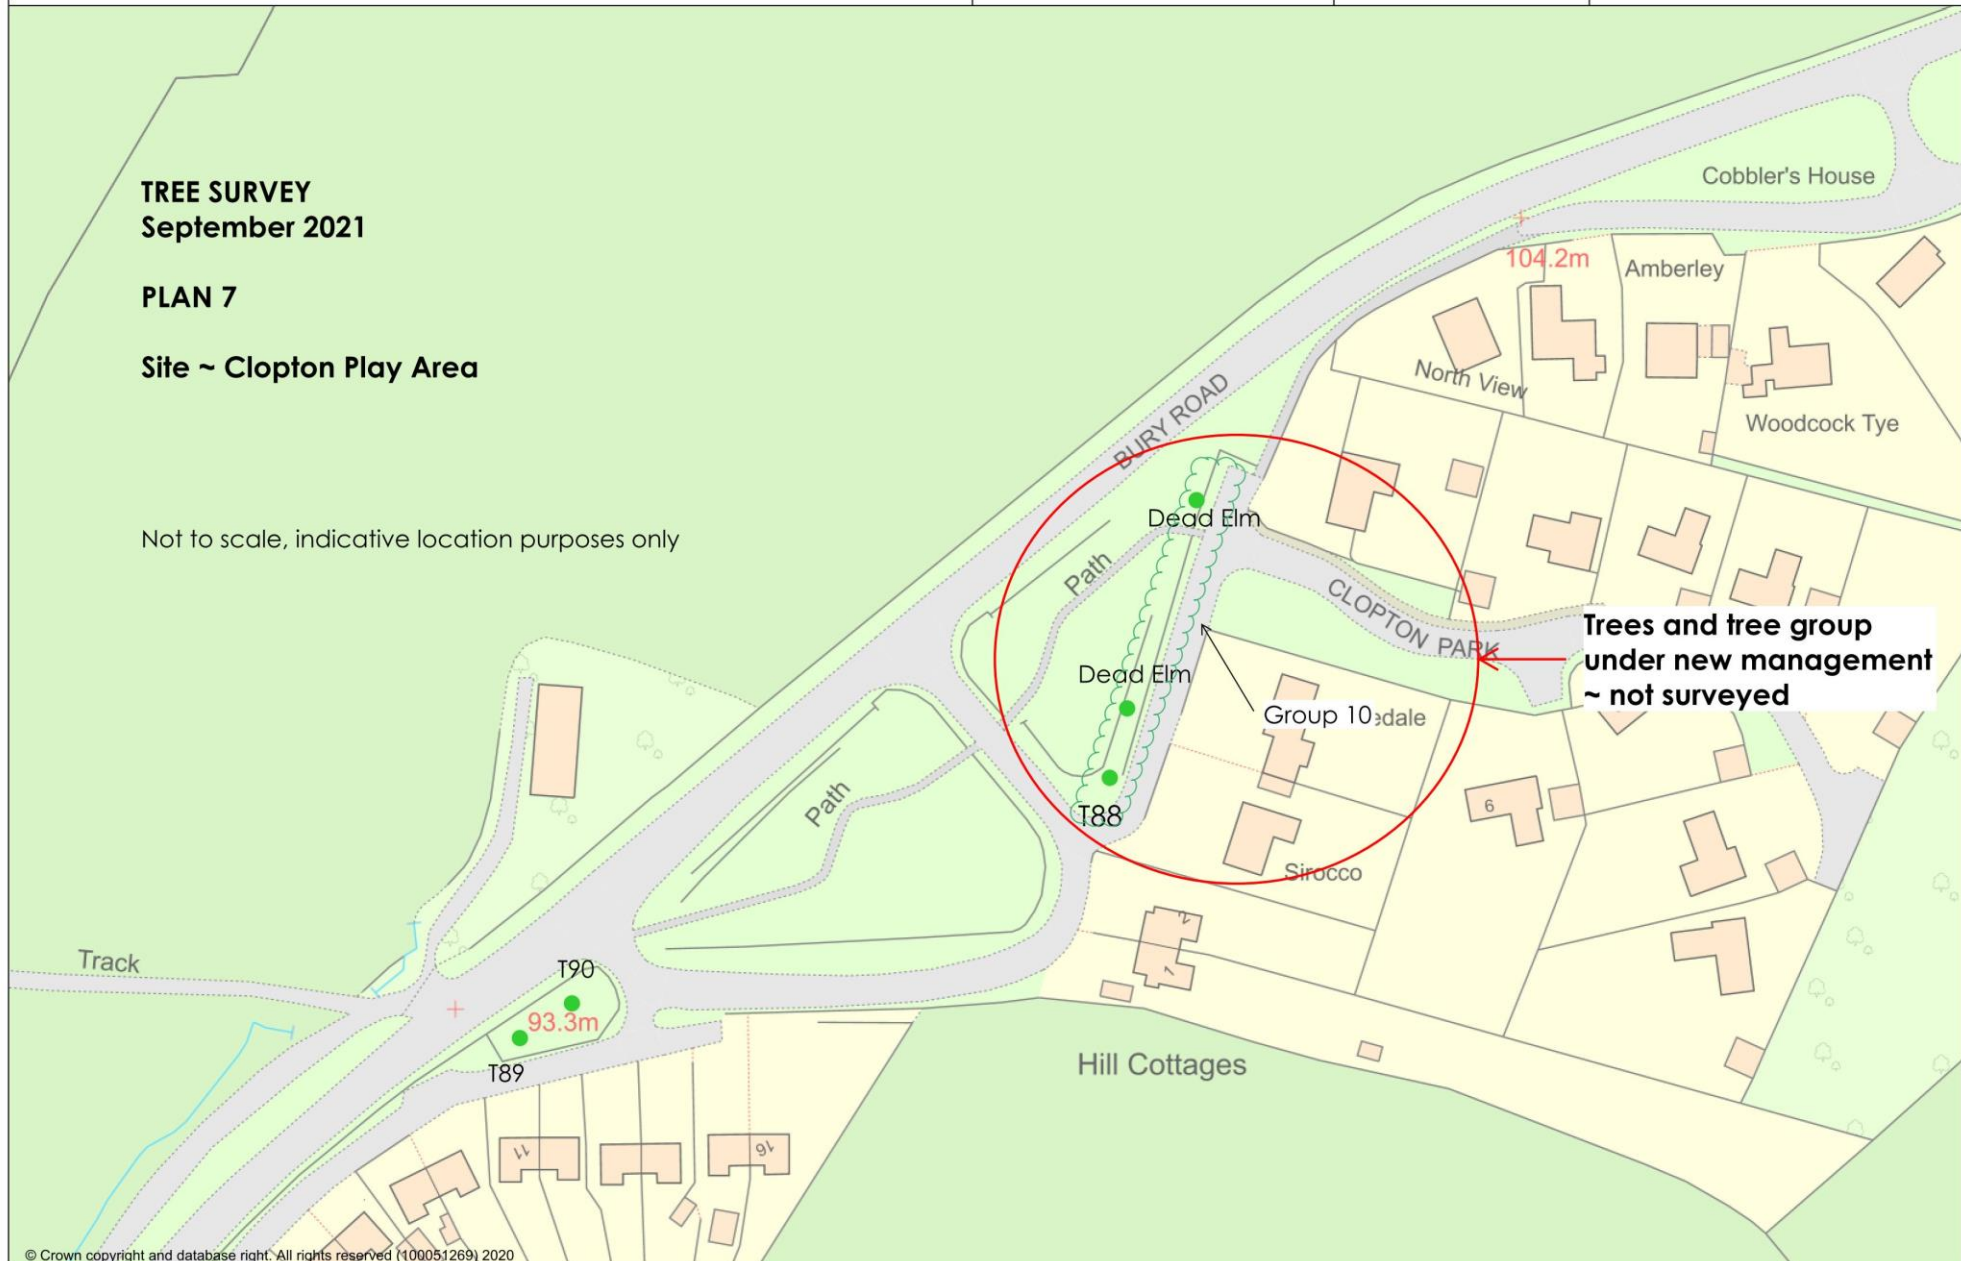 TREE SURVEY
September 2021
PLAN 7
Site ~ Clopton Play Area
Not to scale, indicative location purposes only
Cobbler's House
104.2m
Amberley
North View
Woodcock Tye
BURY ROAD
Dead Elm
Path
CLOPTON PARK
Trees and tree group
under new management
~ not surveyed
Dead Elm
Group 10
edale
6
T88
Path
Sirocco
2
1
Track
T90
93.3m
T89
Hill Cottages
11
16
© Crown copyright and database right. All rights reserved (100051269) 2020